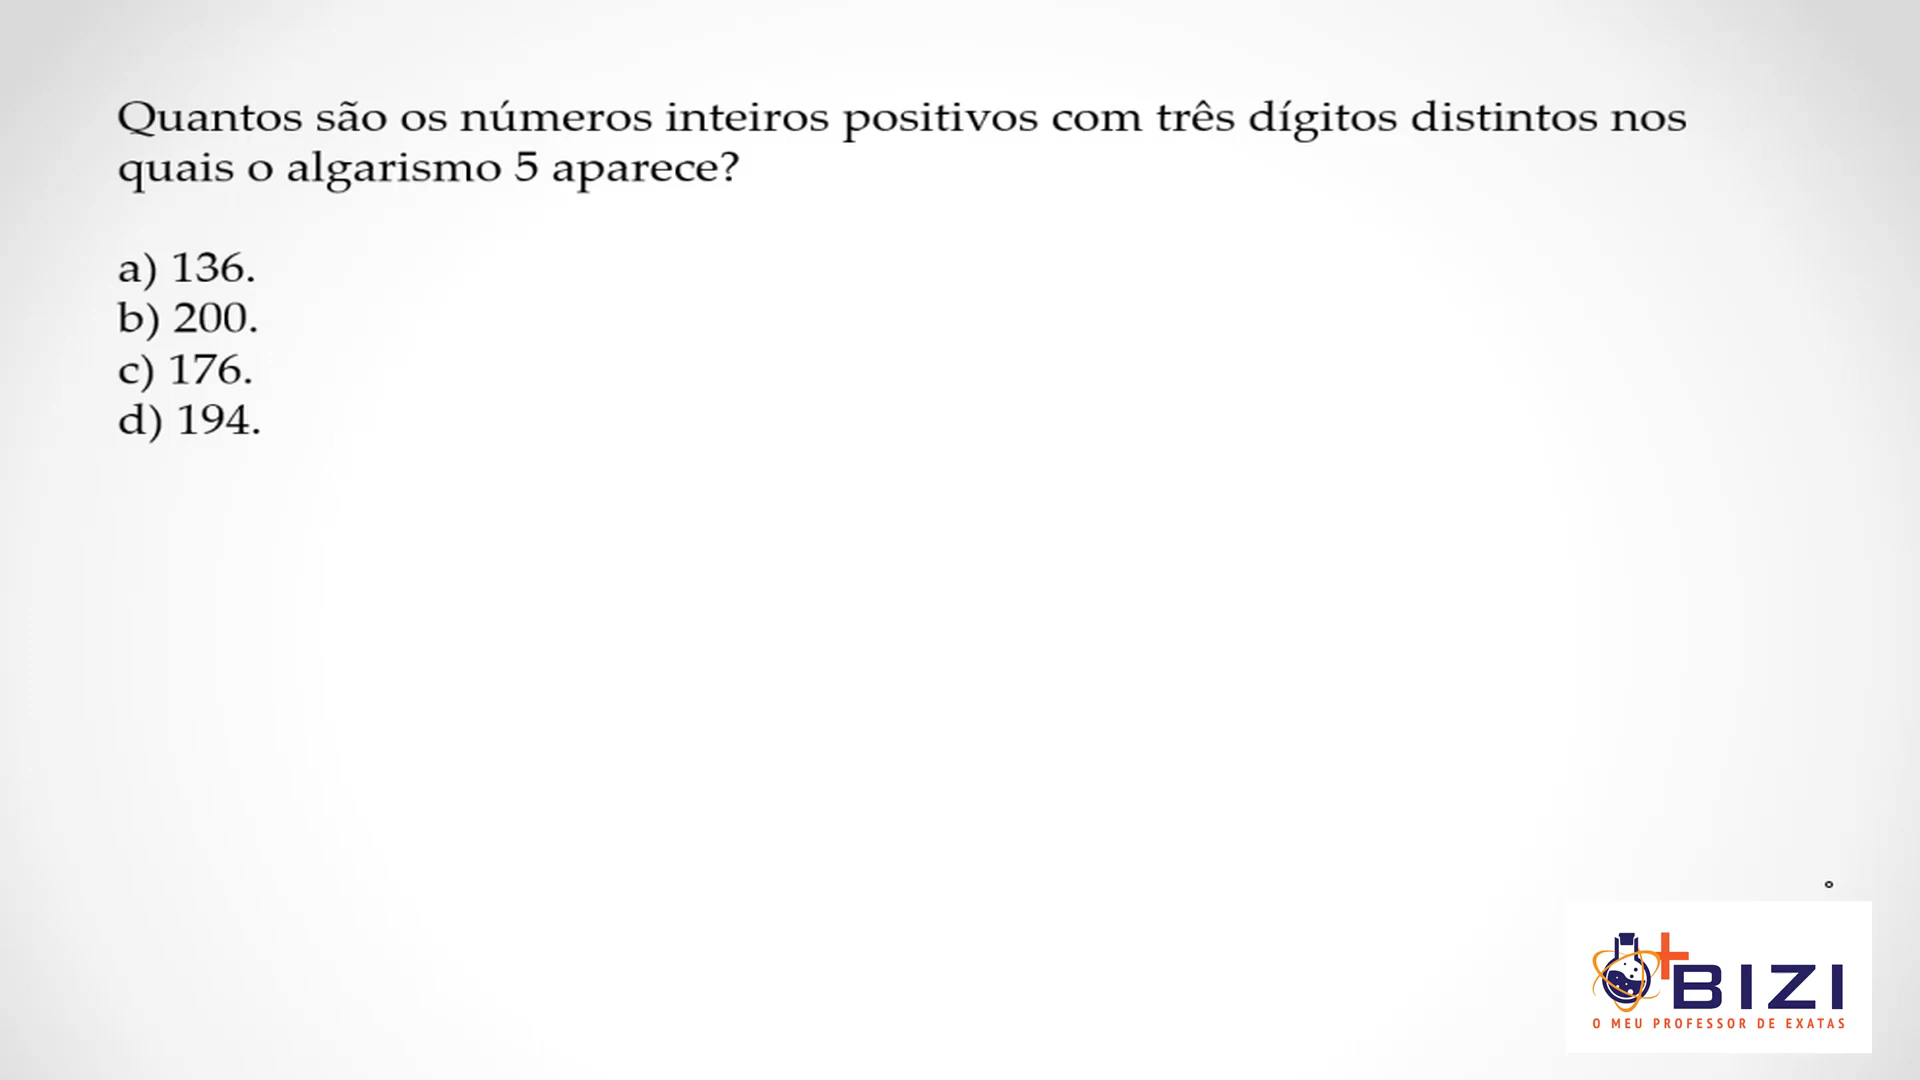 Quantos são os números inteiros positivos com três dígitos distintos nos
quais o algarismo 5 aparece?
a) 136.
b) 200.
c) 176.
d) 194.
+BIZI
O MEU PROFESSOR DE EXATAS